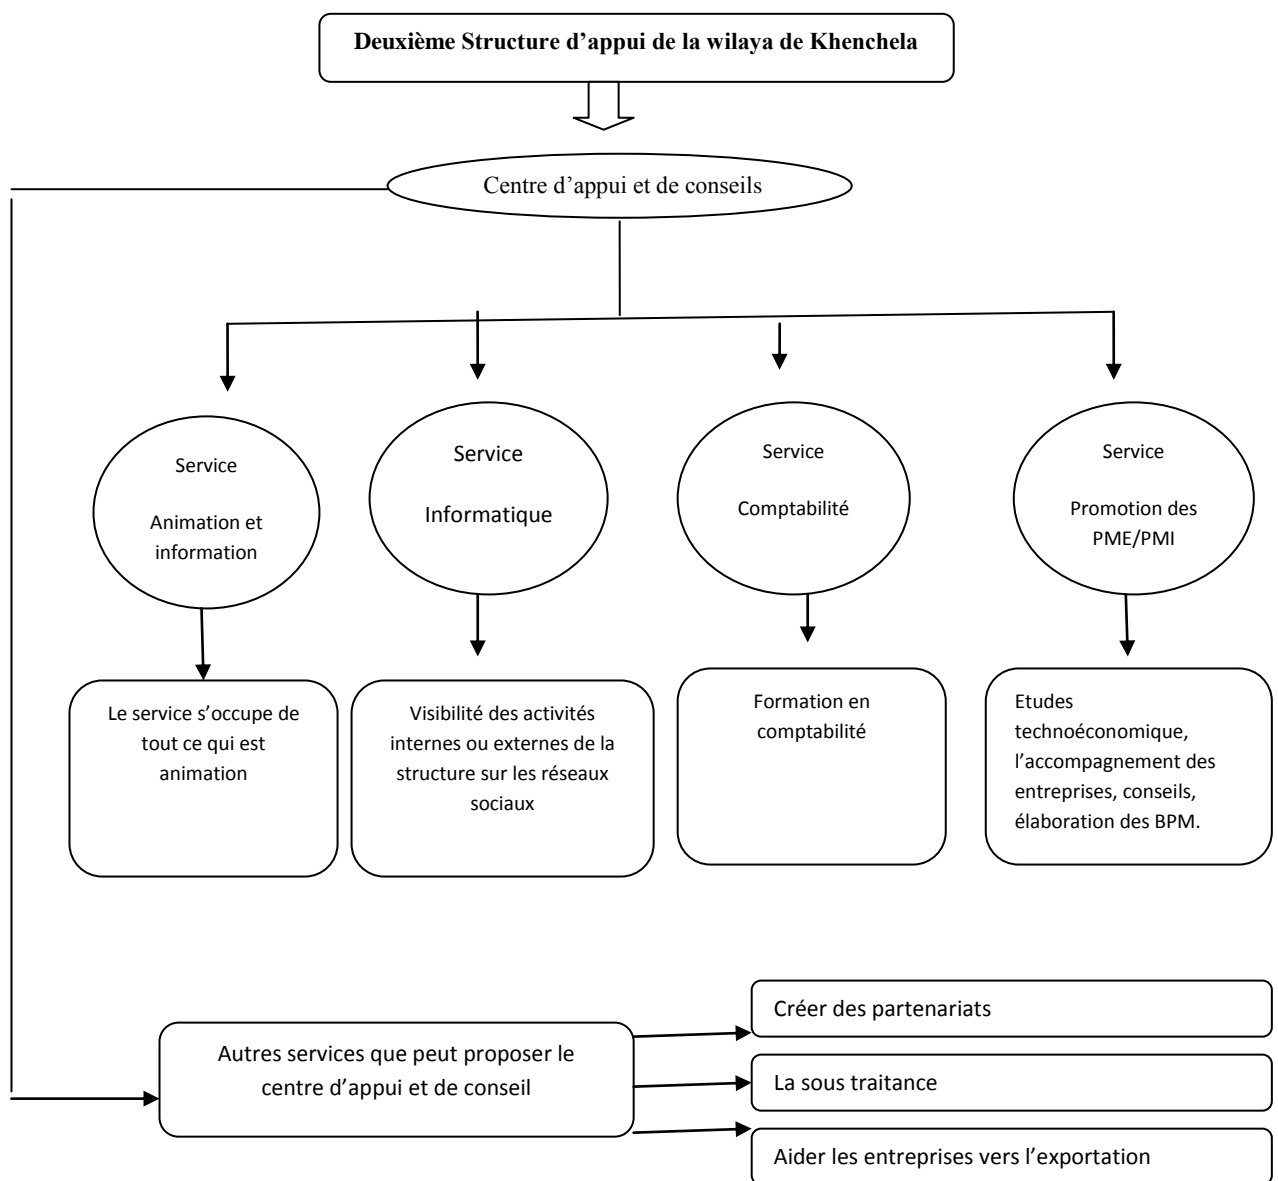 Deuxième Structure d’appui de la wilaya de Khenchela
Centre d’appui et de conseils
Service
Animation et
information
Service
Informatique
Service
Comptabilité
Service
Promotion des
PME/PMI
Le service s’occupe de
tout ce qui est
animation
Visibilité des activités
internes ou externes de la
structure sur les réseaux
sociaux
Formation en
comptabilité
Etudes
technoéconomique,
l’accompagnement des
entreprises, conseils,
élaboration des BPM.
Autres services que peut proposer le
centre d’appui et de conseil
Créer des partenariats
La sous traitance
Aider les entreprises vers l’exportation